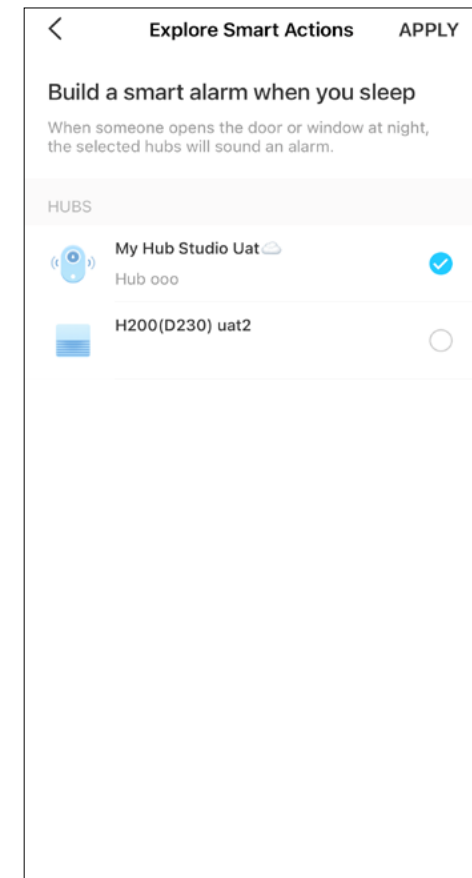 Explore Smart Actions APPLY
Build a smart alarm when you sleep
When someone opens the door or window at night,
the selected hubs will sound an alarm.
HUBS
My Hub Studio Uat☁️
Hub ooo
H200(D230) uat2